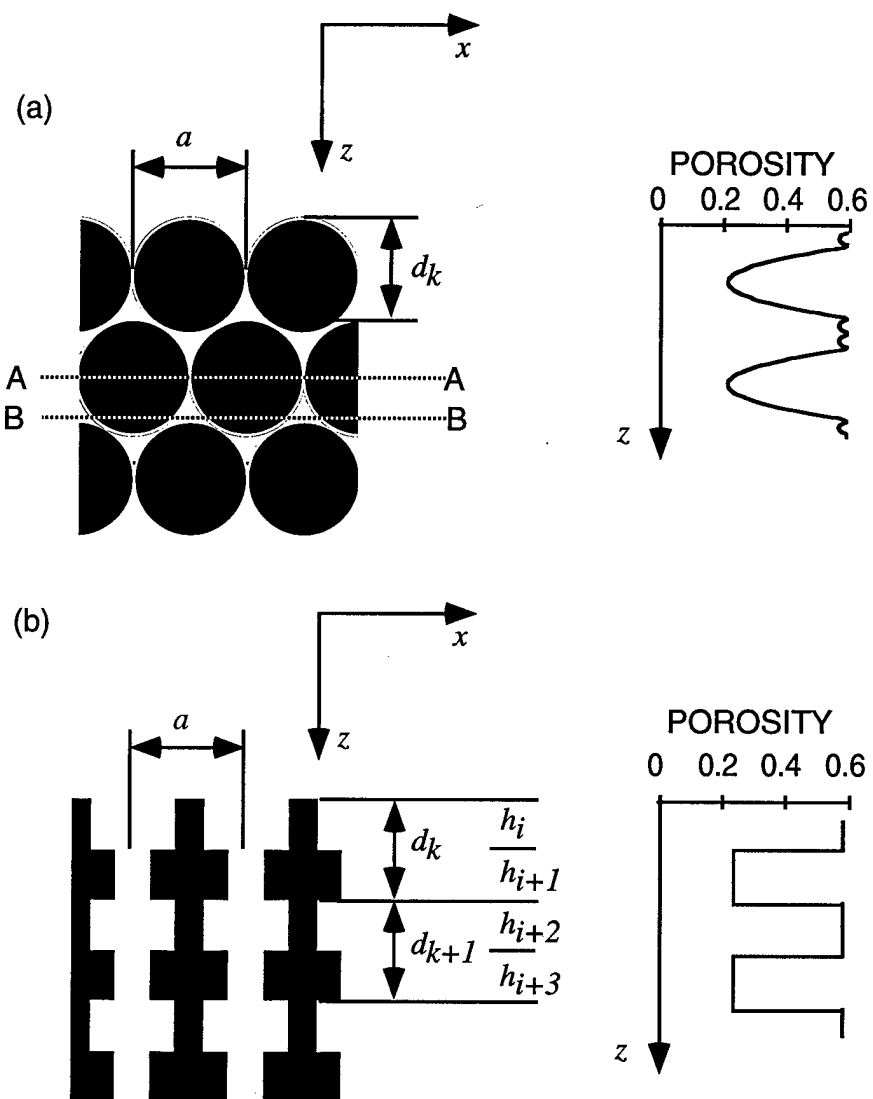 x
(a)
a
z
POROSITY
0 0.2 0.4 0.6
d_k
A A
B B
z
(b)
x
a
z
POROSITY
0 0.2 0.4 0.6
d_k
h_i
h_{i+1}
d_{k+1}
h_{i+2}
h_{i+3}
z